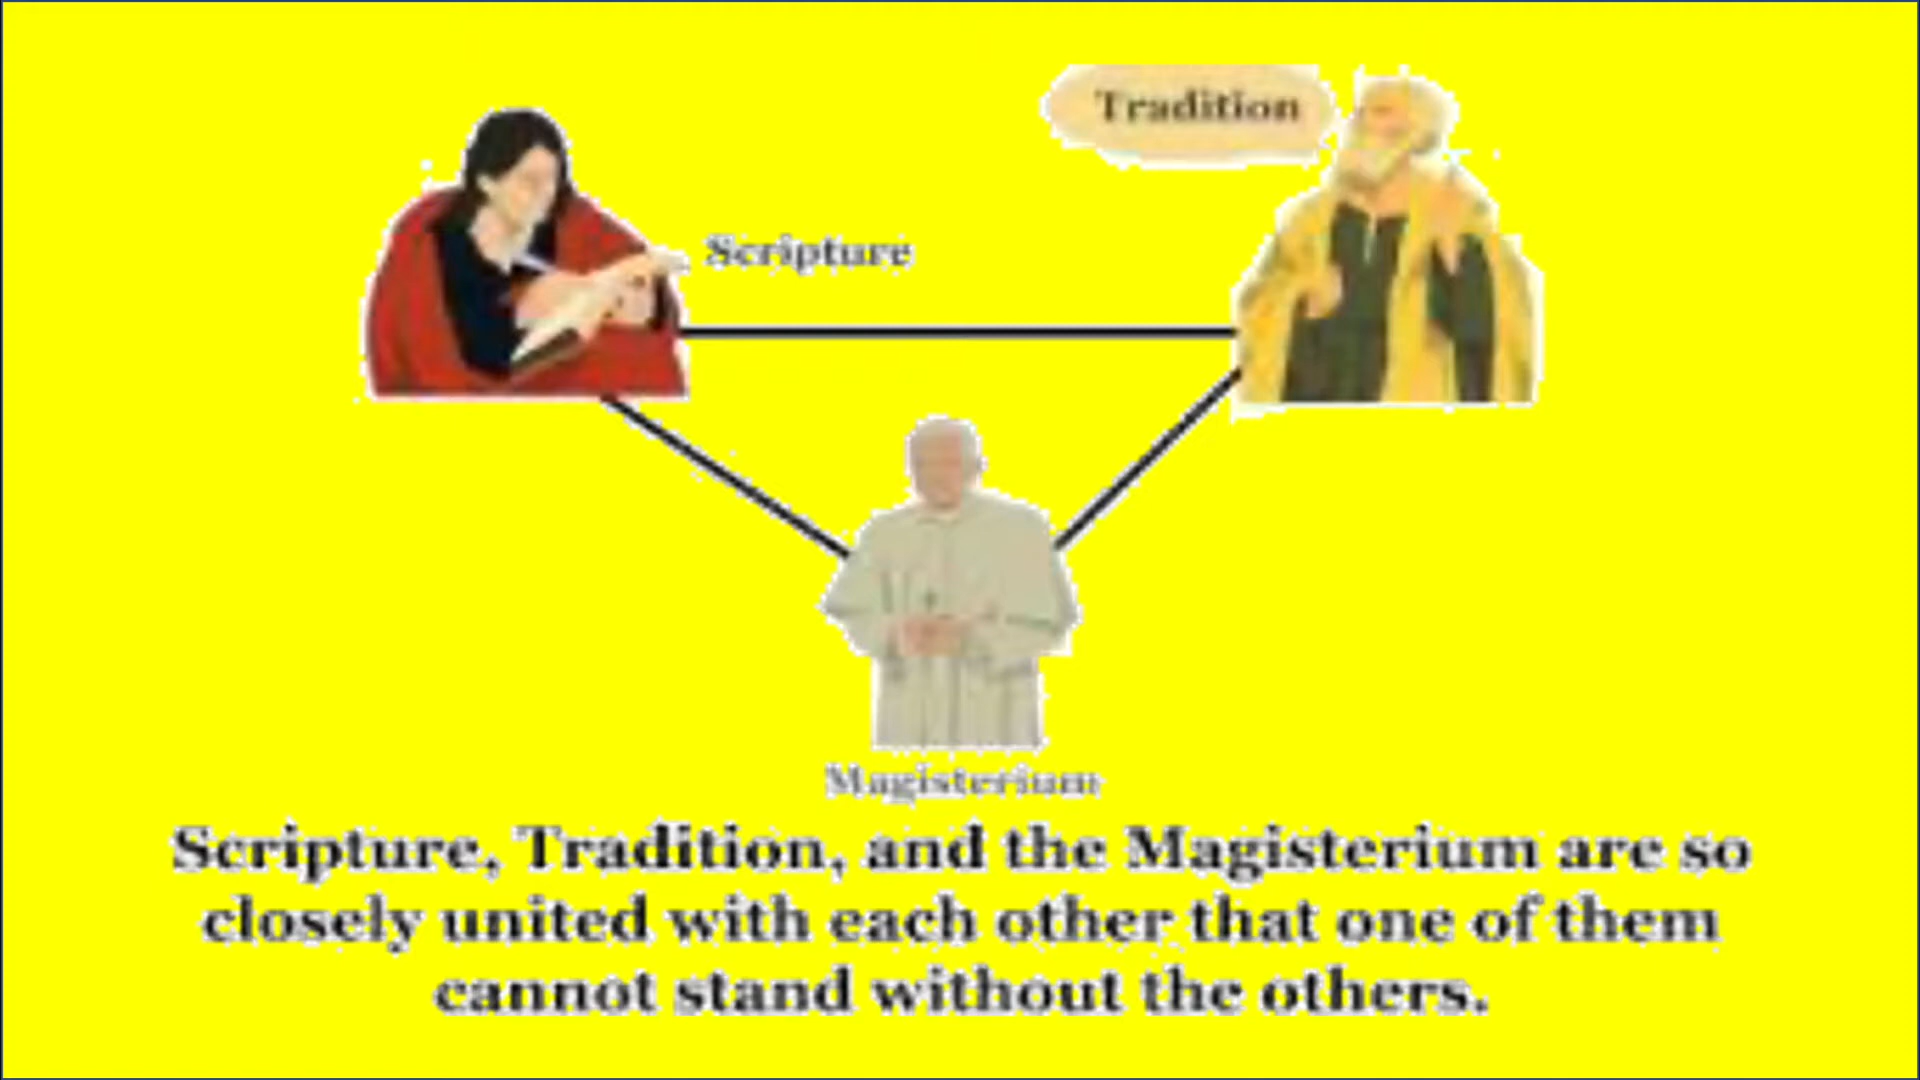 Tradition
Scripture
Magisterium
Scripture, Tradition, and the Magisterium are so
closely united with each other that one of them
cannot stand without the others.